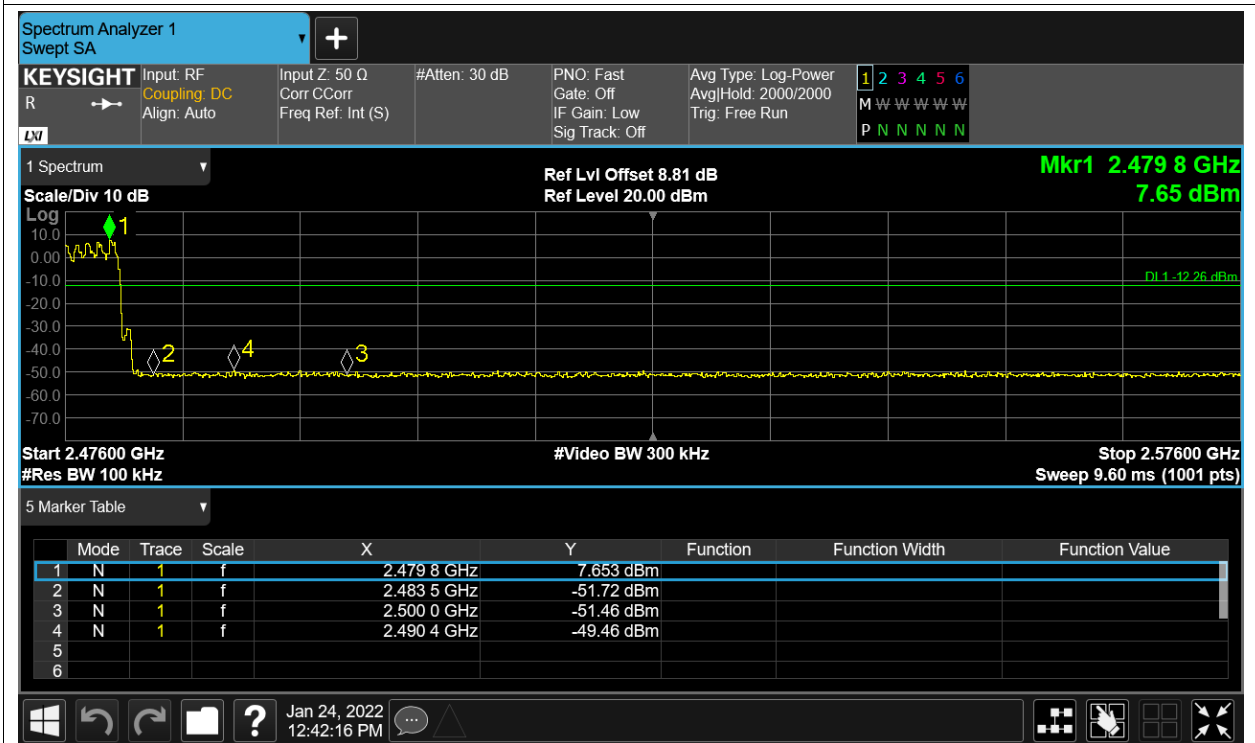 Spectrum Analyzer 1
Swept SA
KEYSIGHT Input: RF Input Z: 50 Ω #Atten: 30 dB PNO: Fast Avg Type: Log-Power 1 2 3 4 5 6
R Coupling: DC Corr CCorr Gate: Off Avg|Hold: 2000/2000 M W W W W W W
Align: Auto Freq Ref: Int (S) IF Gain: Low Trig: Free Run
LXI Sig Track: Off P N N N N N N
1 Spectrum Ref Lvl Offset 8.81 dB Mkr1 2.479 8 GHz
Scale/Div 10 dB Ref Level 20.00 dBm 7.65 dBm
Log
1
10.0
0.00
-10.0 DL1 -12.26 dBm
-20.0
-30.0
-40.0
2 4 3
-50.0
-60.0
-70.0
Start 2.47600 GHz #Video BW 300 kHz Stop 2.57600 GHz
#Res BW 100 kHz Sweep 9.60 ms (1001 pts)
5 Marker Table
Mode Trace Scale X Y Function Function Width Function Value
1 N 1 f 2.479 8 GHz 7.653 dBm
2 N 1 f 2.483 5 GHz -51.72 dBm
3 N 1 f 2.500 0 GHz -51.46 dBm
4 N 1 f 2.490 4 GHz -49.46 dBm
5
6
? Jan 24, 2022
12:42:16 PM